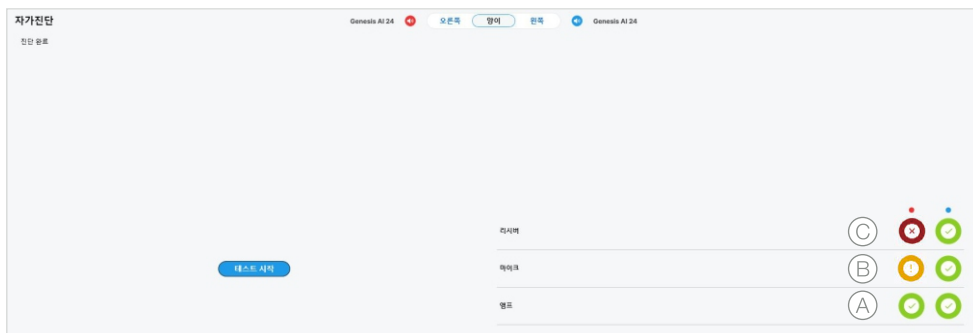 자가진단
Genesis AI 24 오른쪽 양이 왼쪽 Genesis AI 24
진단 완료
리시버 C
테스트 시작
마이크 B
앰프 A